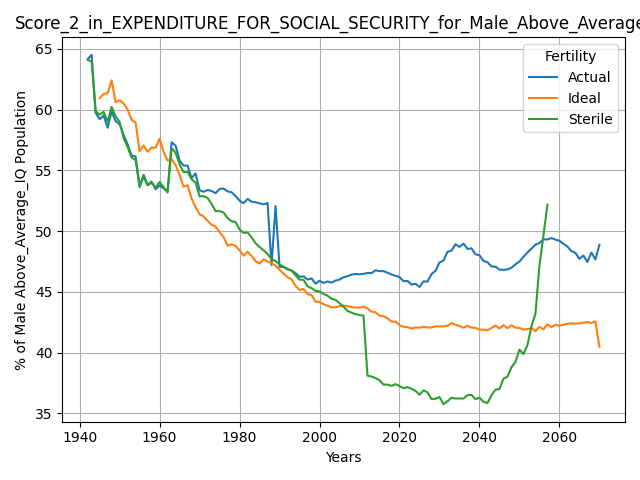 Score_2_in_EXPENDITURE_FOR_SOCIAL_SECURITY_for_Male_Above_Average
65
60
55
50
45
40
35
% of Male Above_Average_IQ Population
Fertility
Actual
Ideal
Sterile
1940
1960
1980
2000
2020
2040
2060
Years